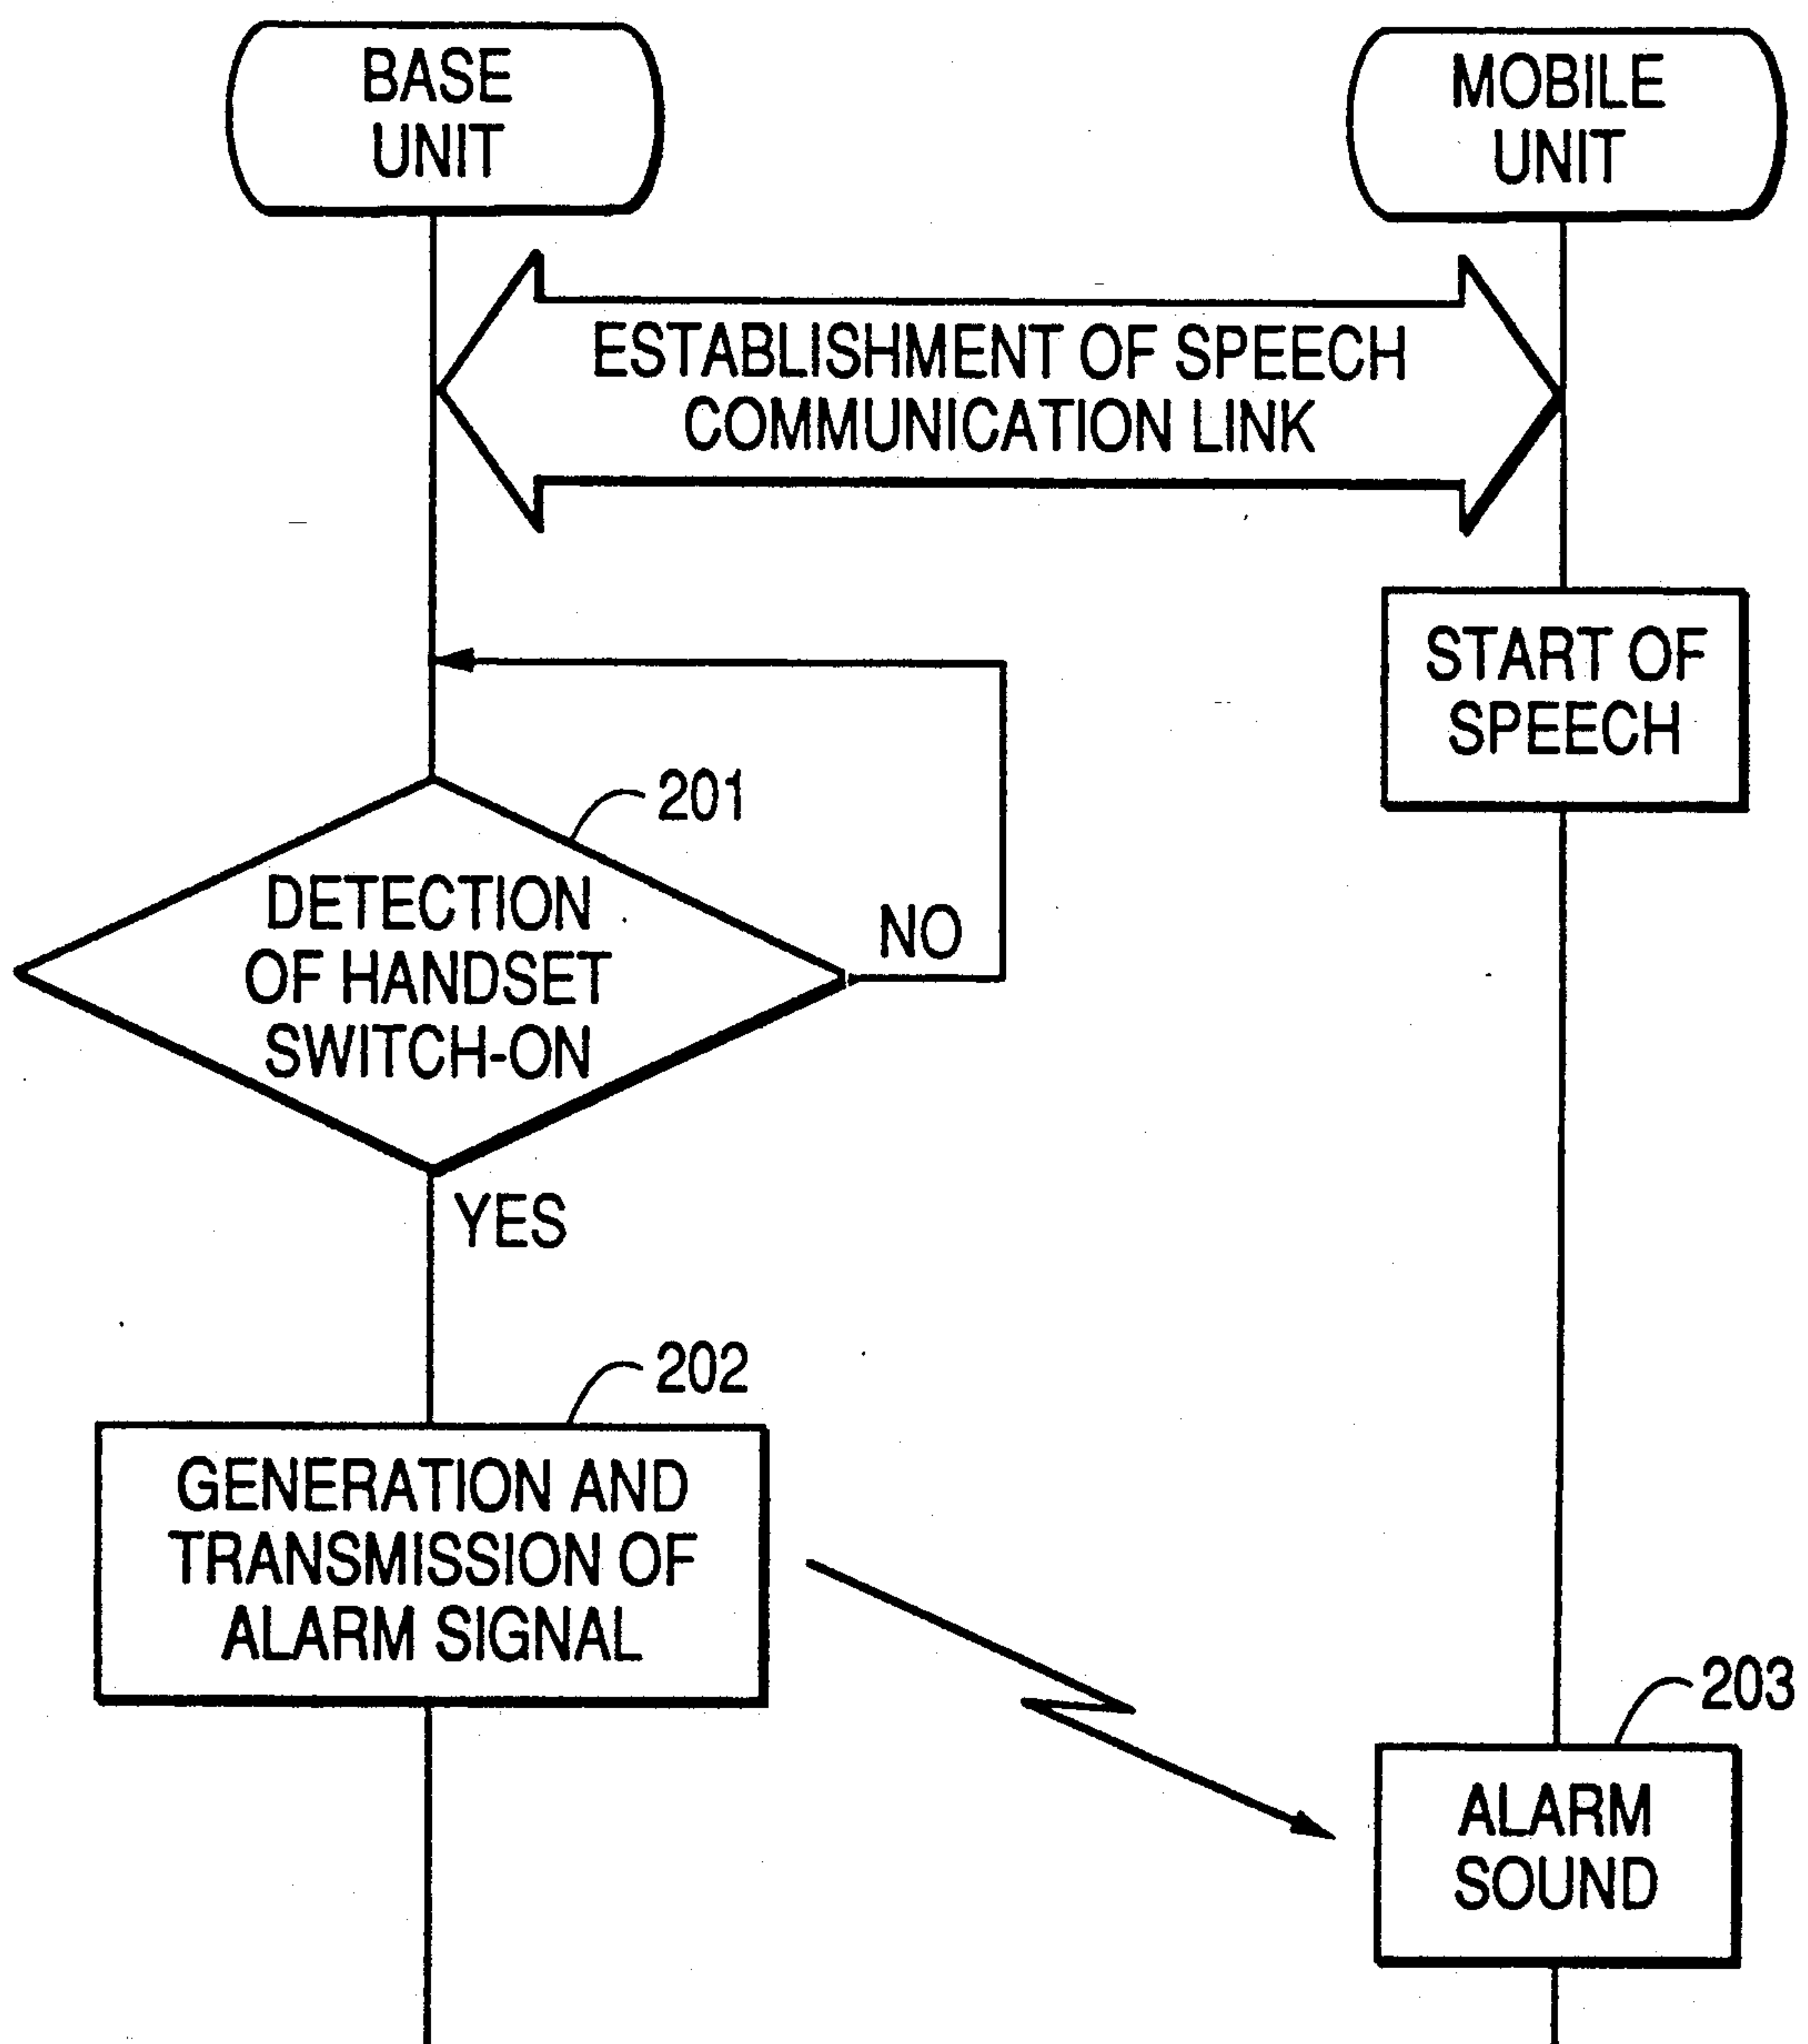 BASE
UNIT
MOBILE
UNIT
ESTABLISHMENT OF SPEECH
COMMUNICATION LINK
START OF
SPEECH
201
DETECTION
OF HANDSET
SWITCH-ON
NO
YES
202
GENERATION AND
TRANSMISSION OF
ALARM SIGNAL
203
ALARM
SOUND